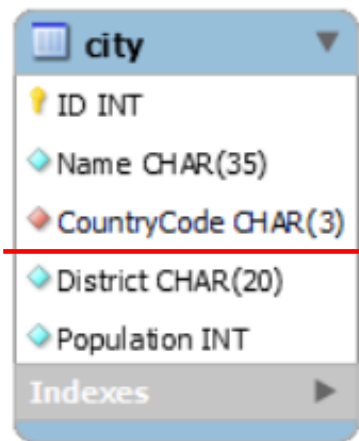 city
ID INT
Name CHAR(35)
CountryCode CHAR(3)
District CHAR(20)
Population INT
Indexes